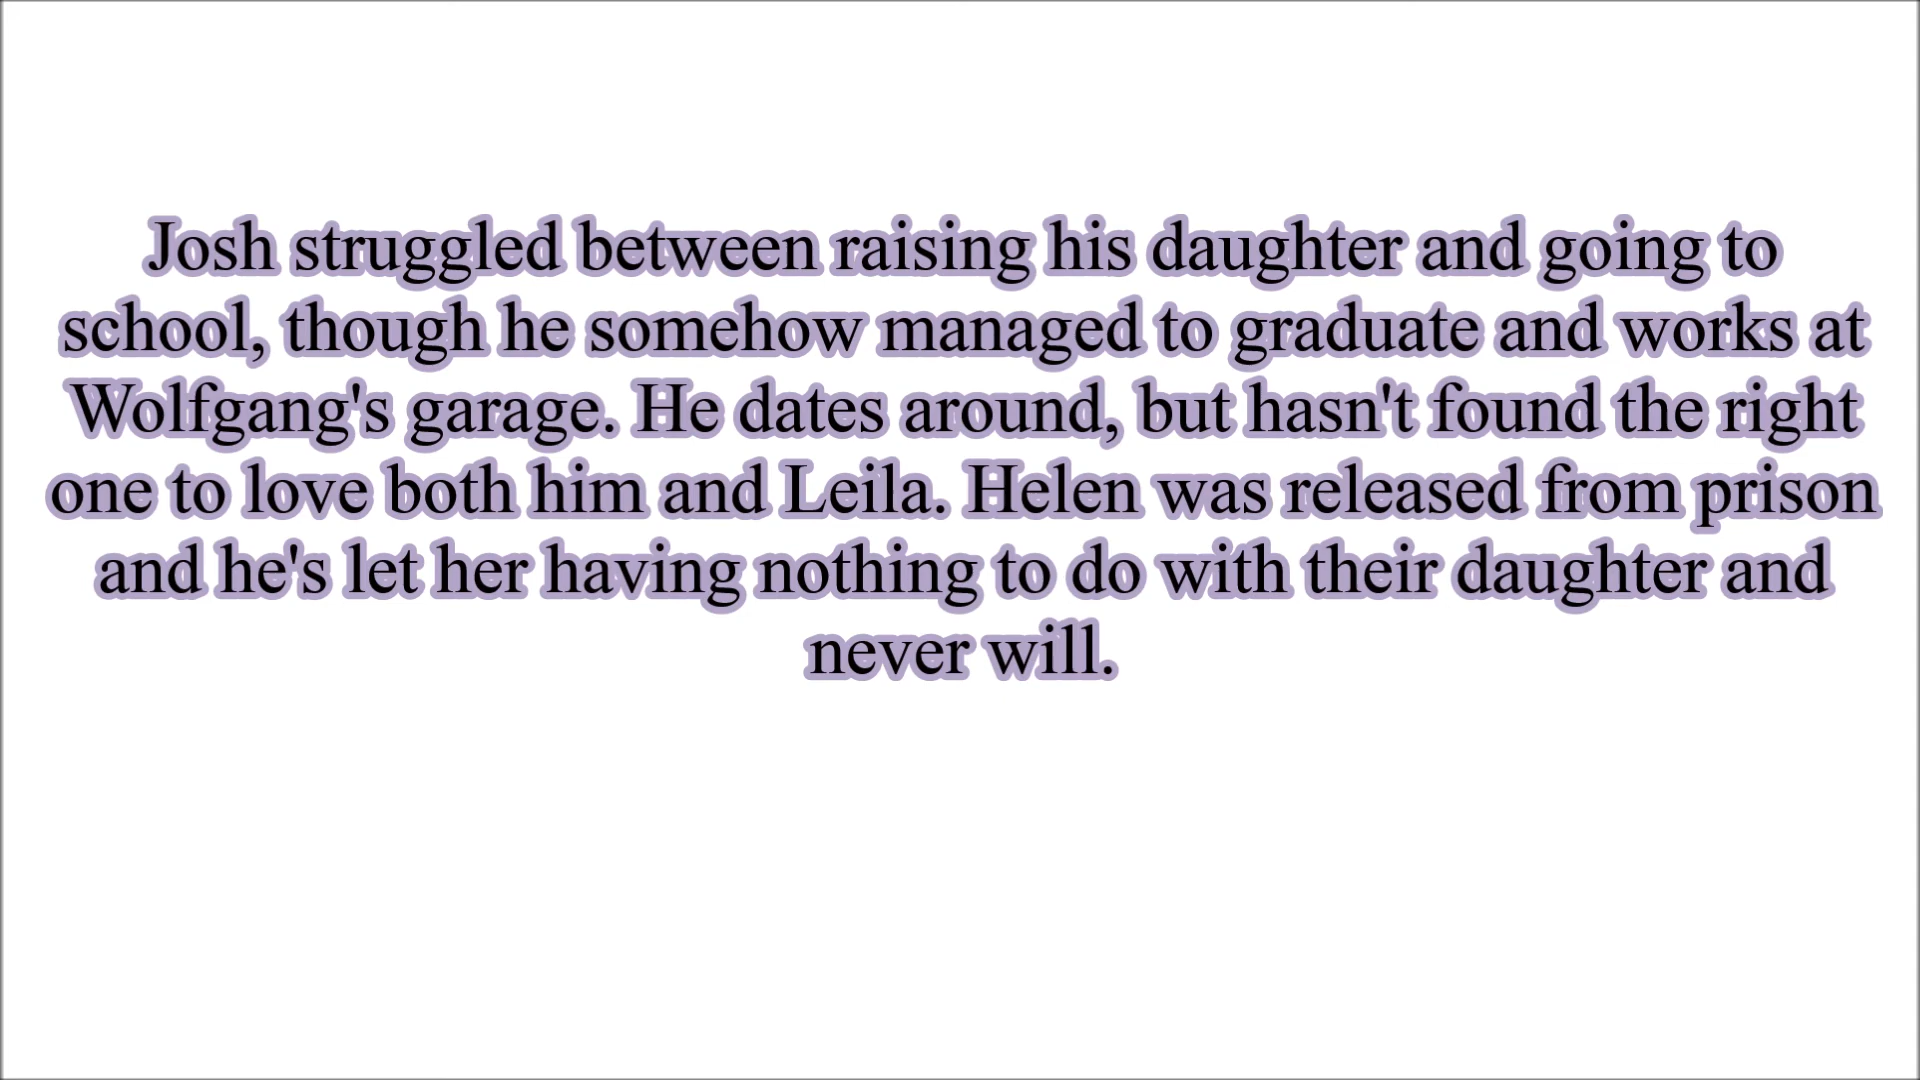 Josh struggled between raising his daughter and going to
school, though he somehow managed to graduate and works at
Wolfgang's garage. He dates around, but hasn't found the right
one to love both him and Leila. Helen was released from prison
and he's let her having nothing to do with their daughter and
never will.